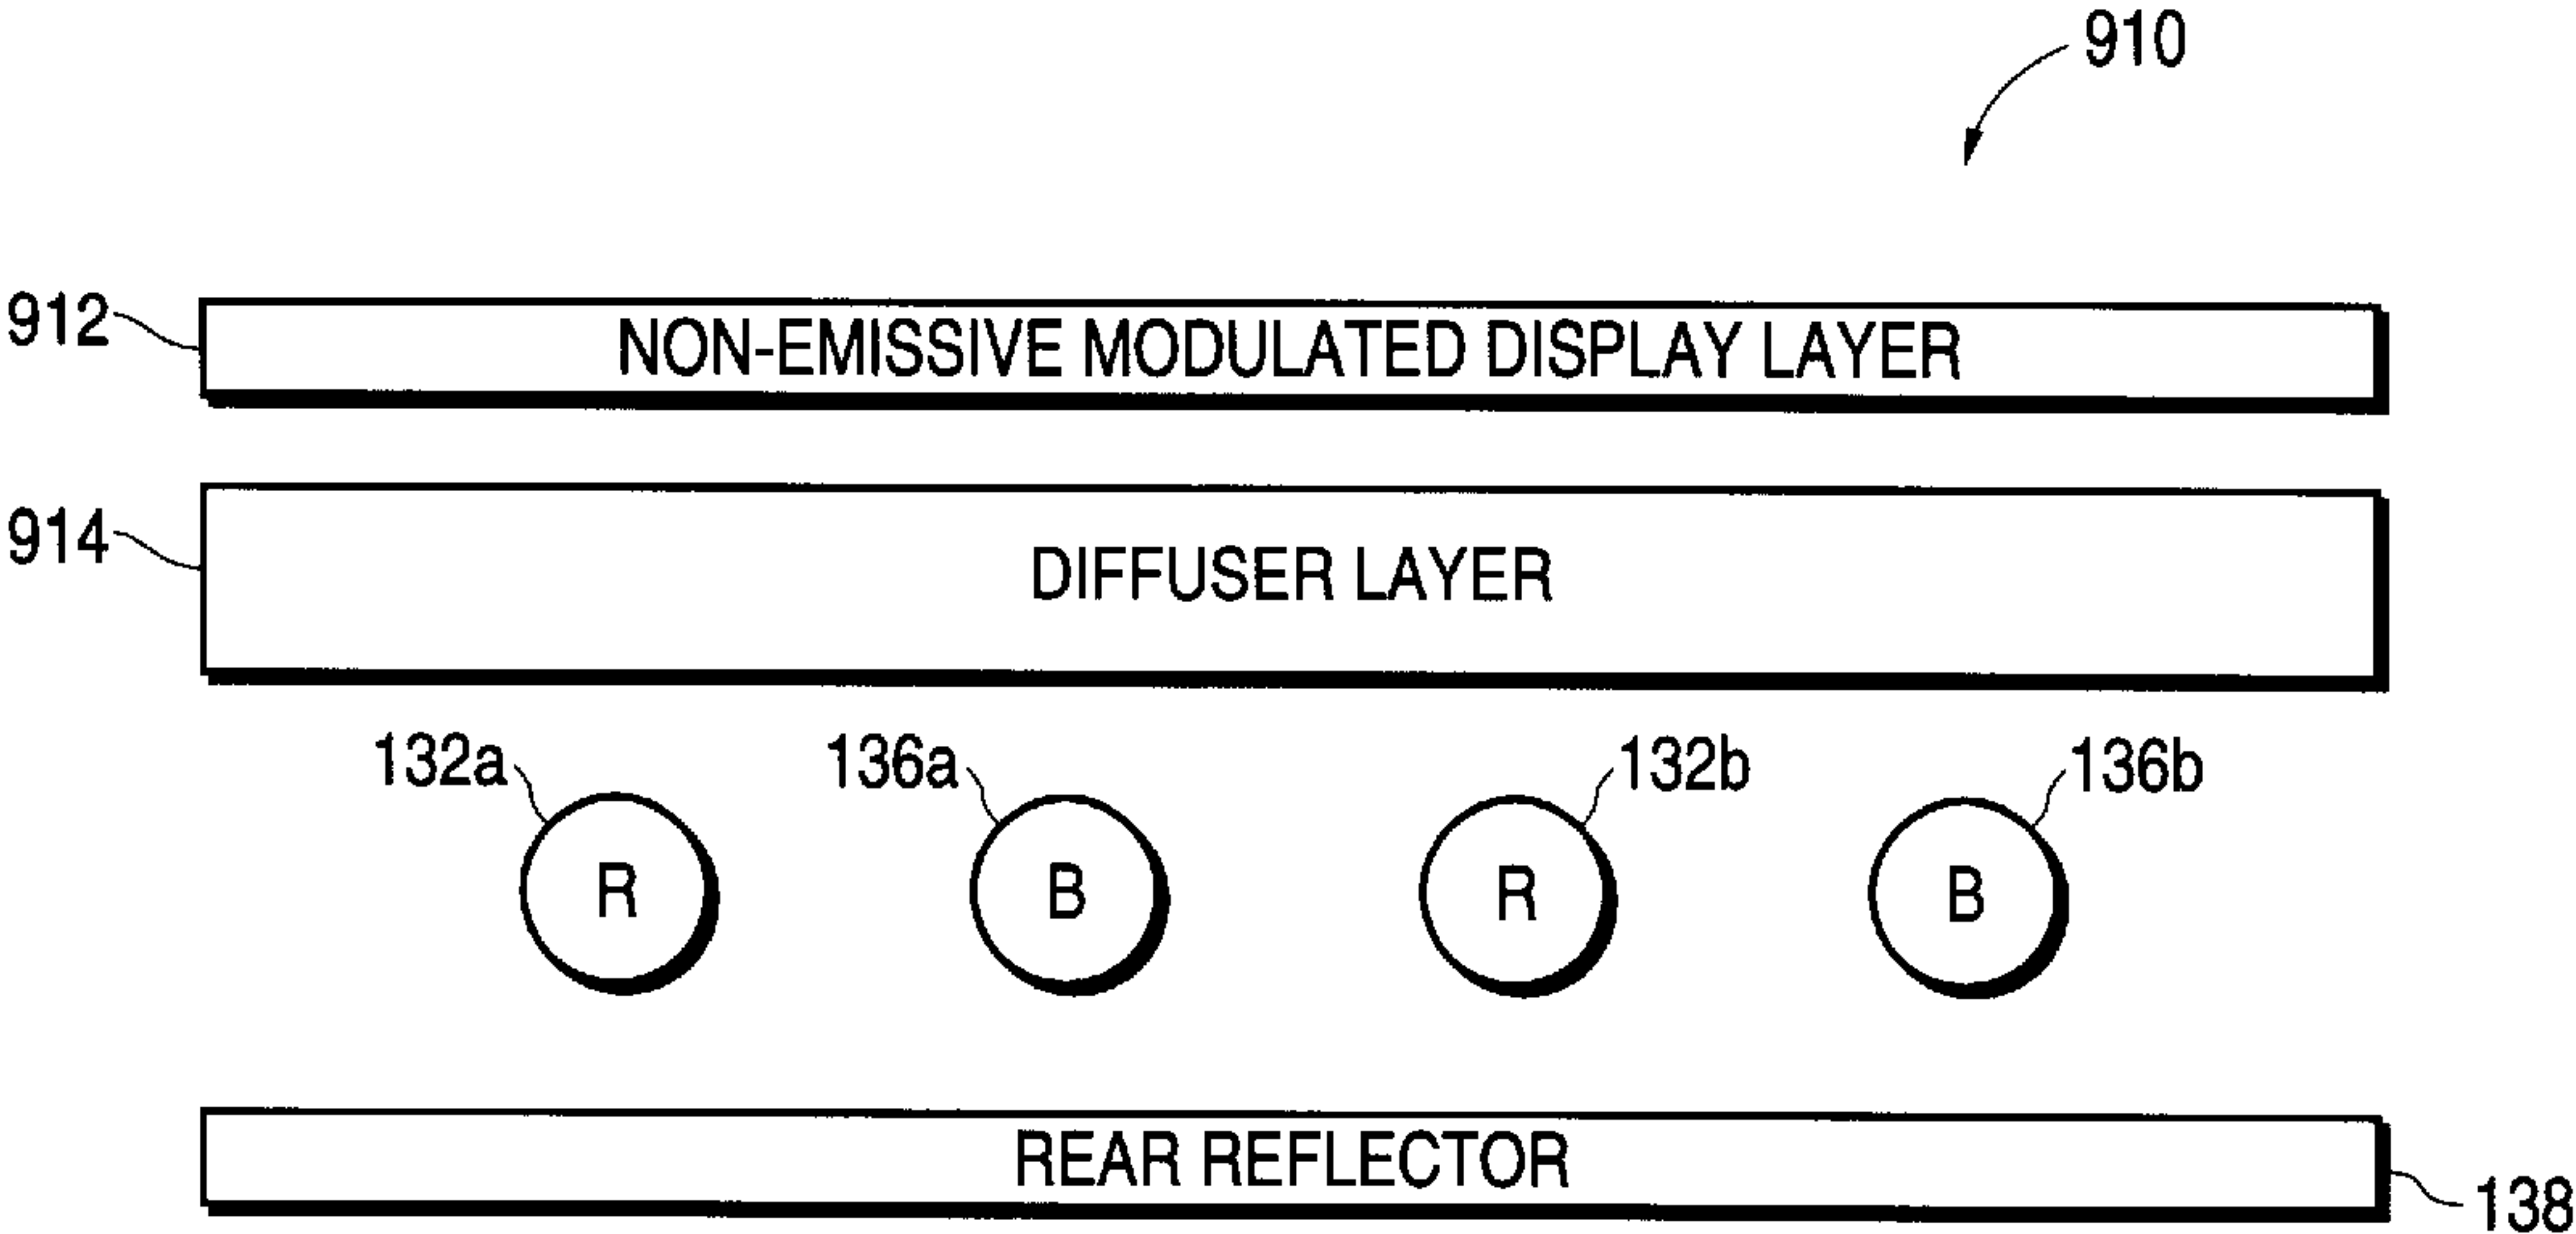 910
912
NON-EMISSIVE MODULATED DISPLAY LAYER
914
DIFFUSER LAYER
132a 136a 132b 136b
R B R B
REAR REFLECTOR
138